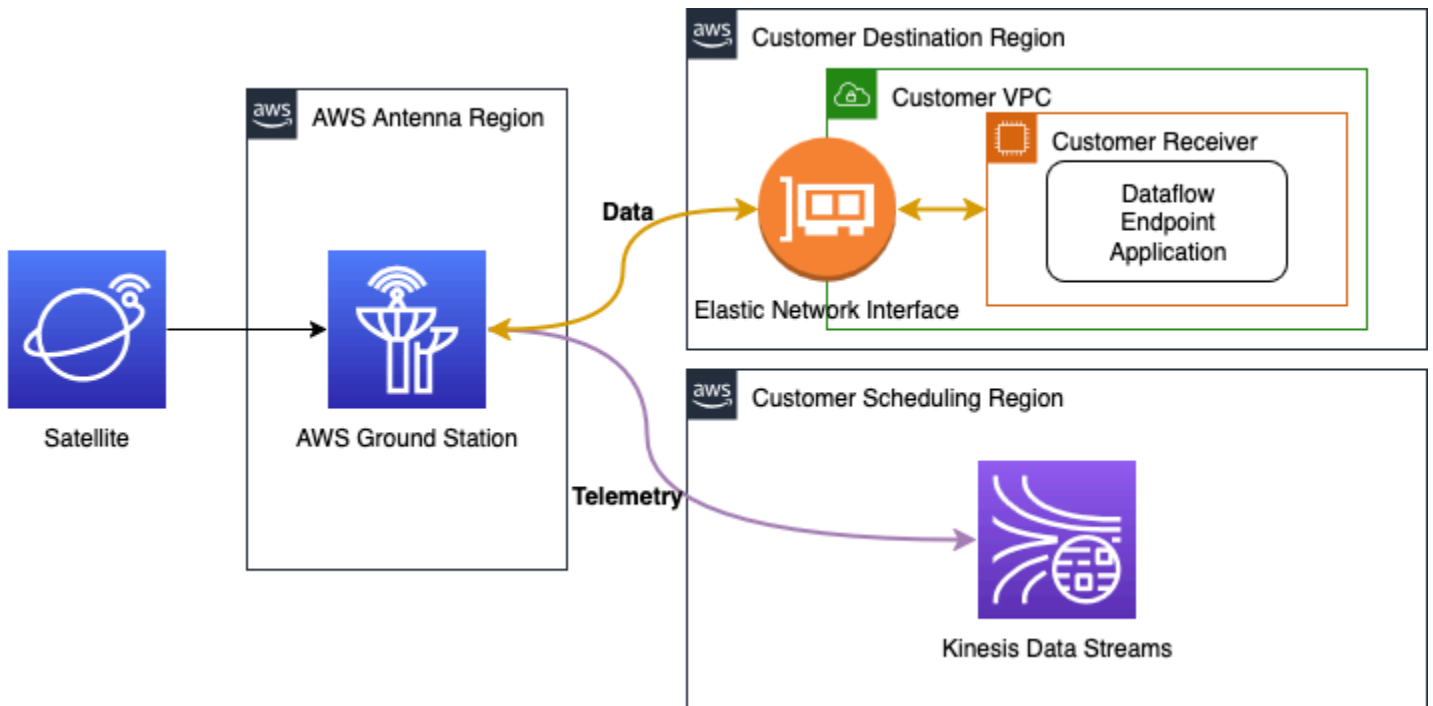 aws
Customer Destination Region
Customer VPC
aws
AWS Antenna Region
Customer Receiver
Dataflow
Endpoint
Application
Data
Elastic Network Interface
Satellite
AWS Ground Station
aws
Customer Scheduling Region
Telemetry
Kinesis Data Streams